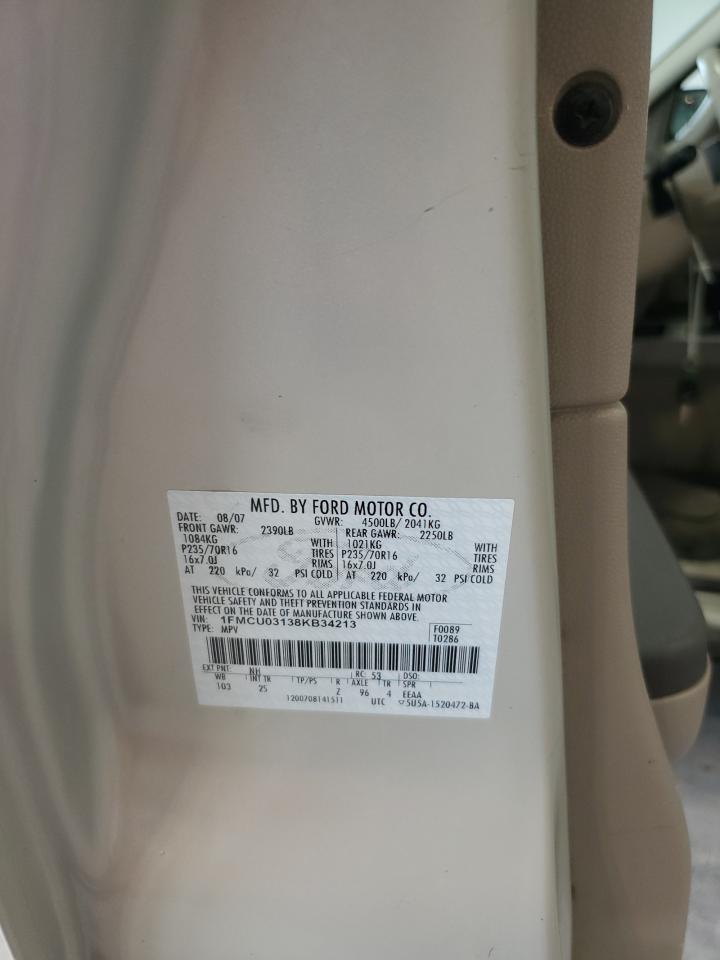 MFD. BY FORD MOTOR CO.
DATE: 08/07 GVWR: 4500LB/ 2041KG
FRONT GAWR: 2390LB REAR GAWR: 2250LB
1084KG WITH 1021KG WITH
P235/70R16 TIRES P235/70R16 TIRES
16x7.0J RIMS 16x7.0J RIMS
AT 220 kPa/ 32 PSI COLD AT 220 kPa/ 32 PSI COLD
THIS VEHICLE CONFORMS TO ALL APPLICABLE FEDERAL MOTOR
VEHICLE SAFETY AND THEFT PREVENTION STANDARDS IN
EFFECT ON THE DATE OF MANUFACTURE SHOWN ABOVE.
VIN: 1FMCU03138KB34213 F0089
TYPE: MPV T0286
EXT PNT: NH RC: 53 DSO:
WB INT TR TP/PS R AXLE TR SPR
103 25 Z 96 4 EEAA
1200708141511 UTC 5U5A-1520472-BA